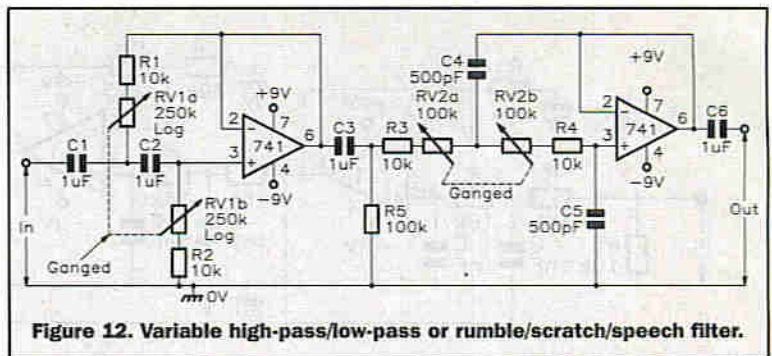 R1
10k
RV1a
250k
Log
+9V
2
7
741
6
3
4
-9V
C1
1uF
C2
1uF
RV1b
250k
Log
R2
10k
Ganged
In
0V
C3
1uF
R3
10k
R5
100k
RV2a
100k
C4
500pF
RV2b
100k
Ganged
R4
10k
C5
500pF
+9V
2
7
741
6
3
4
-9V
C6
1uF
Out
Figure 12. Variable high-pass/low-pass or rumble/scratch/speech filter.